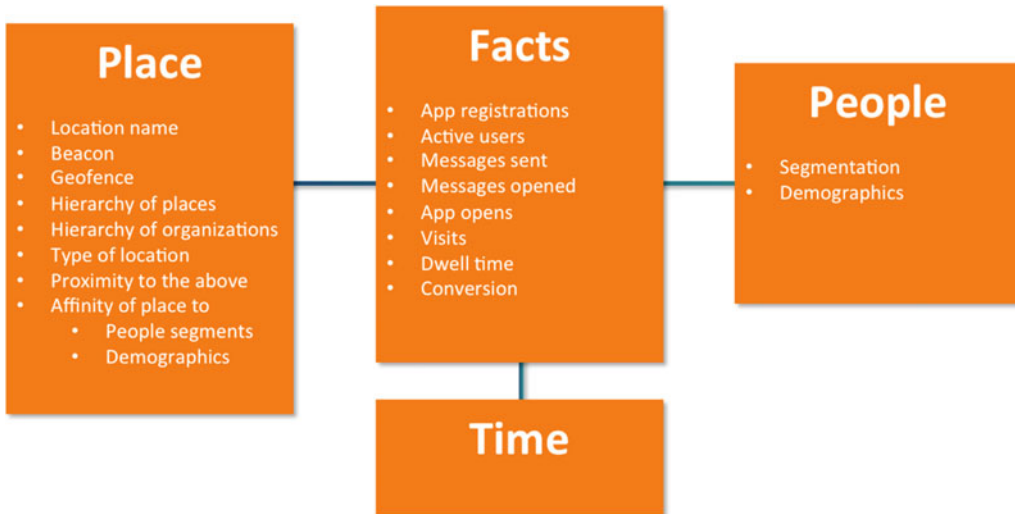 Place
• Location name
• Beacon
• Geofence
• Hierarchy of places
• Hierarchy of organizations
• Type of location
• Proximity to the above
• Affinity of place to
• People segments
• Demographics
Facts
• App registrations
• Active users
• Messages sent
• Messages opened
• App opens
• Visits
• Dwell time
• Conversion
People
• Segmentation
• Demographics
Time